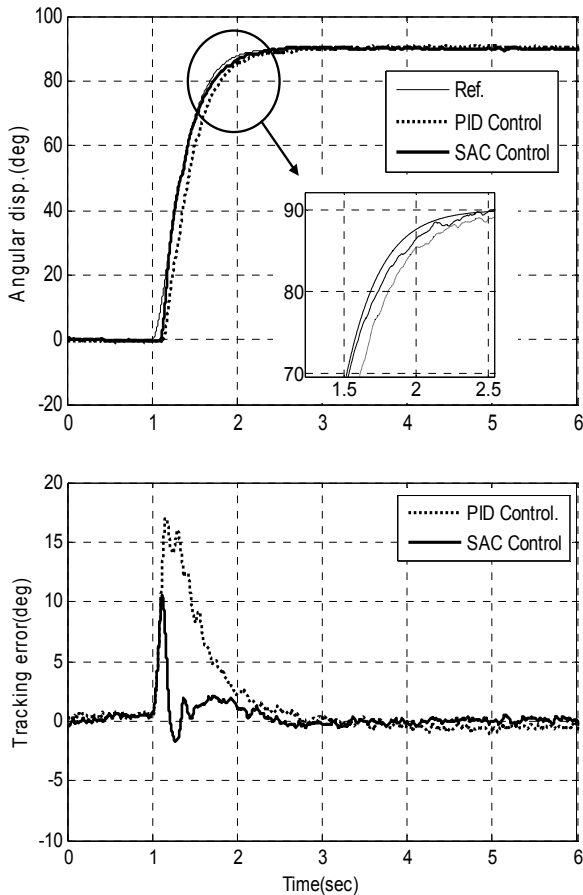 100
80
60
40
20
0
-20
Angular disp.(deg)
Ref.
PID Control
SAC Control
90
80
70
1.5 2 2.5
0 1 2 3 4 5 6
20
15
10
5
0
-5
-10
Tracking error(deg)
PID Control.
SAC Control
0 1 2 3 4 5 6
Time(sec)